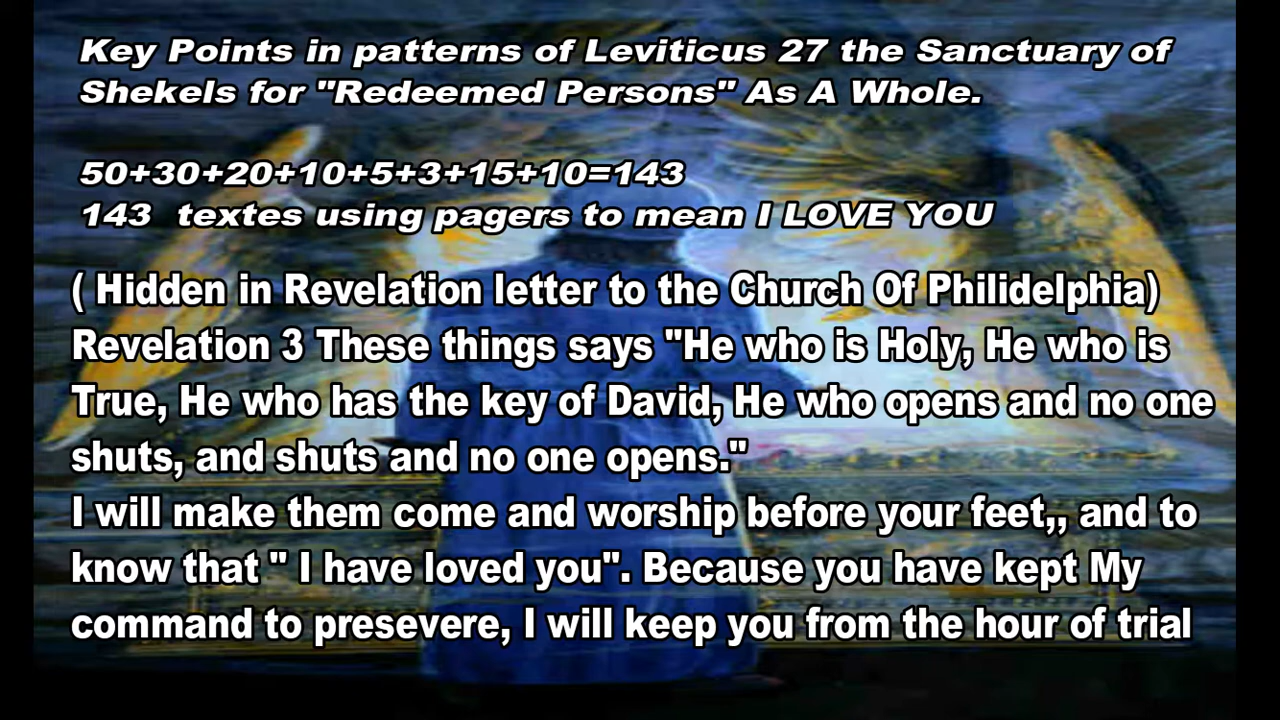 Key Points in patterns of Leviticus 27 the Sanctuary of
Shekels for "Redeemed Persons" As A Whole.
50+30+20+10+5+3+15+10=143
143 textes using pagers to mean I LOVE YOU
( Hidden in Revelation letter to the Church Of Philidelphia)
Revelation 3 These things says "He who is Holy, He who is
True, He who has the key of David, He who opens and no one
shuts, and shuts and no one opens."
I will make them come and worship before your feet,, and to
know that " I have loved you". Because you have kept My
command to presevere, I will keep you from the hour of trial